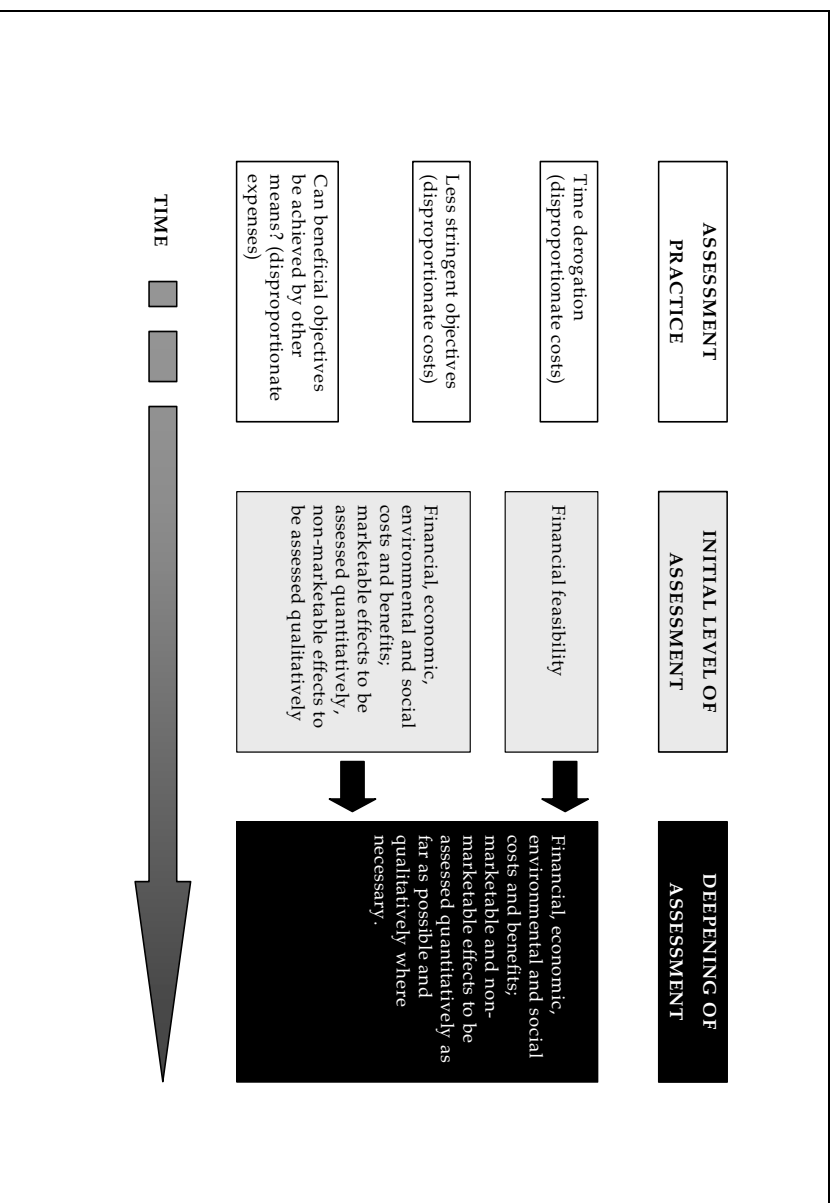 ASSESSMENT
PRACTICE
INITIAL LEVEL OF
ASSESSMENT
DEEPENING OF
ASSESSMENT
Time derogation
(disproportionate costs)
Financial feasibility
Less stringent objectives
(disproportionate costs)
Can beneficial objectives
be achieved by other
means? (disproportionate
expenses)
Financial, economic,
environmental and social
costs and benefits;
marketable effects to be
assessed quantitatively,
non-marketable effects to
be assessed qualitatively
Financial, economic,
environmental and social
costs and benefits;
marketable and non-
marketable effects to be
assessed quantitatively as
far as possible and
qualitatively where
necessary.
TIME